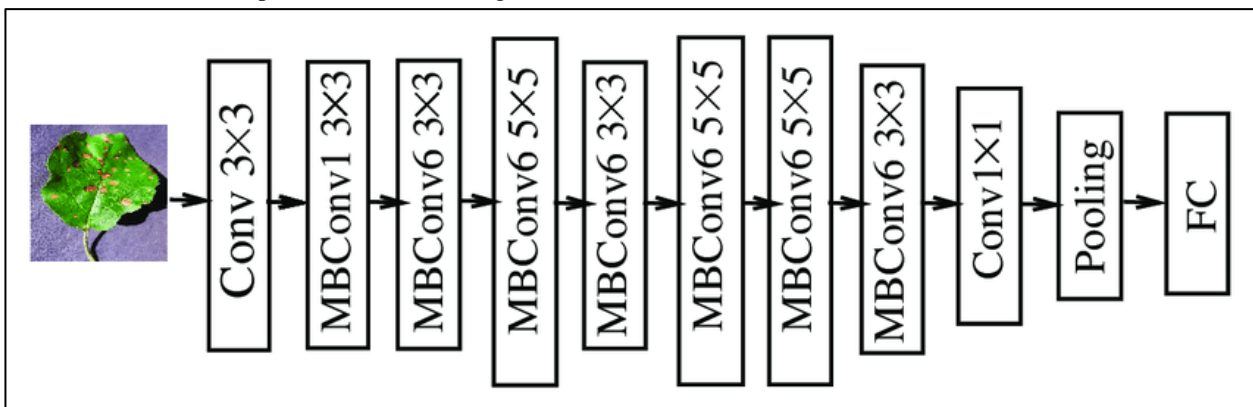 Conv 3×3
MBConv1 3×3
MBConv6 3×3
MBConv6 5×5
MBConv6 3×3
MBConv6 5×5
MBConv6 5×5
MBConv6 3×3
Conv1×1
Pooling
FC